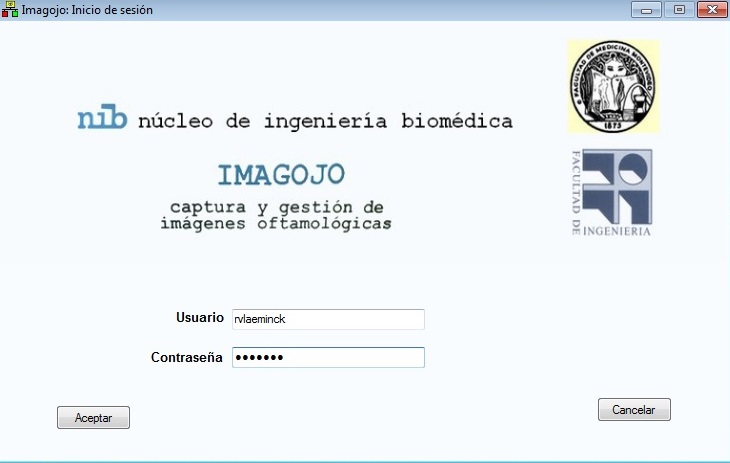 Imagojo: Inicio de sesión
FACULTAD DE MEDICINA MONTEVIDEO
1875
nib núcleo de ingeniería biomédica
IMAGOJO
captura y gestión de
imágenes oftamológicas
FACULTAD DE INGENIERIA
Usuario
rvlaeminck
Contraseña
•••••••
Aceptar
Cancelar